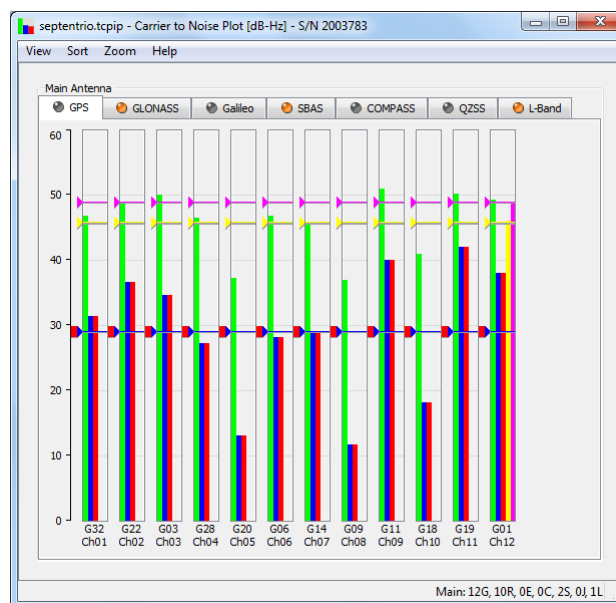 septentrio.tcpip - Carrier to Noise Plot [dB-Hz] - S/N 2003783
View Sort Zoom Help
Main Antenna
GPS GLONASS Galileo SBAS COMPASS QZSS L-Band
60
50
40
30
20
10
0
G32 G22 G03 G28 G20 G06 G14 G09 G11 G18 G19 G01
Ch01 Ch02 Ch03 Ch04 Ch05 Ch06 Ch07 Ch08 Ch09 Ch10 Ch11 Ch12
Main: 12G, 10R, 0E, 0C, 2S, 0J, 1L